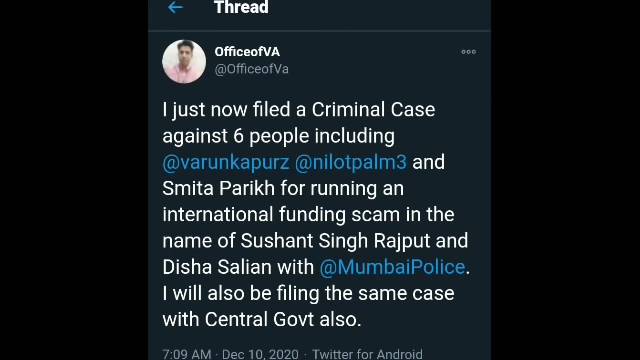 Thread
OfficeofVA
@OfficeofVa
I just now filed a Criminal Case
against 6 people including
@varunkapurz @nilotpalm3 and
Smita Parikh for running an
international funding scam in the
name of Sushant Singh Rajput and
Disha Salian with @MumbaiPolice.
I will also be filing the same case
with Central Govt also.
7:09 AM · Dec 10, 2020 · Twitter for Android